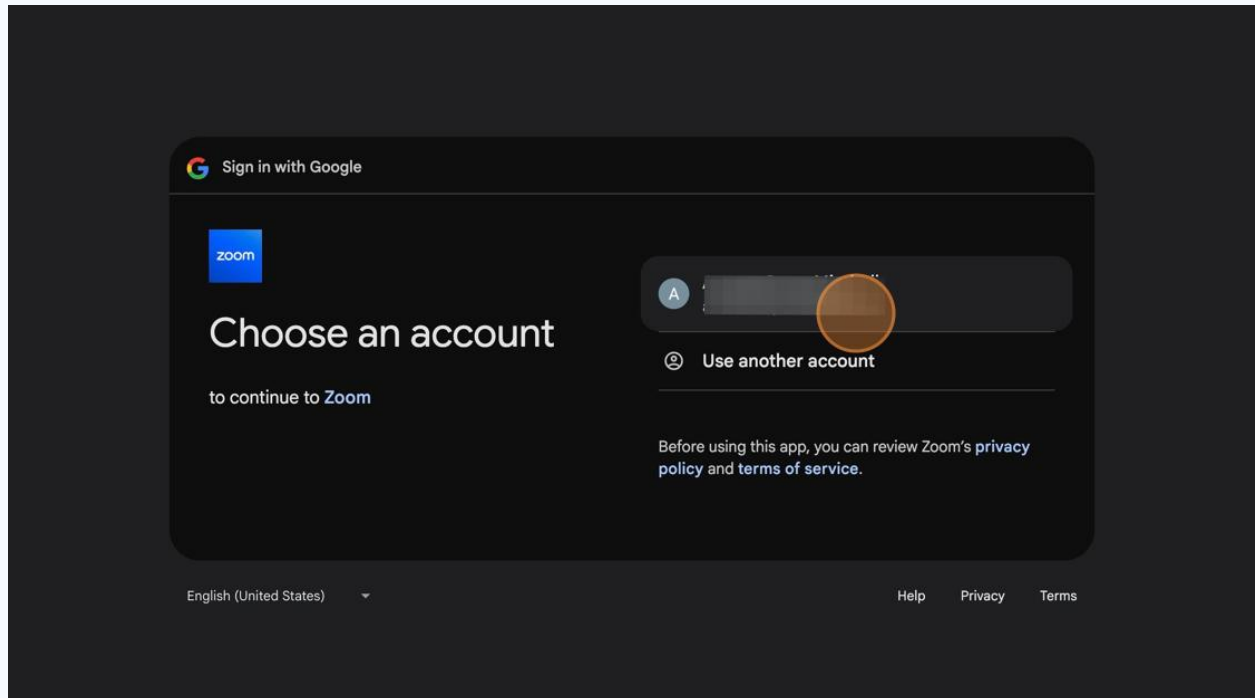 Sign in with Google
zoom
Choose an account
to continue to Zoom
A
Use another account
Before using this app, you can review Zoom's privacy
policy and terms of service.
English (United States)
Help Privacy Terms